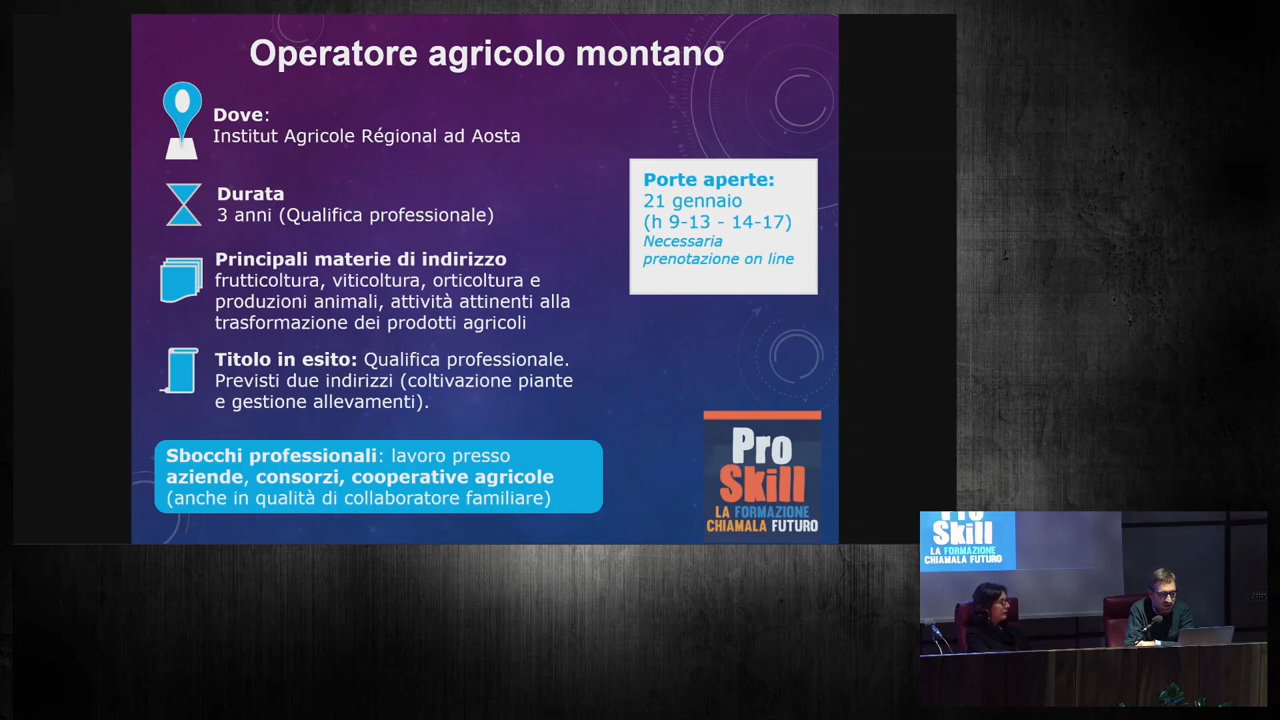 Operatore agricolo montano
Dove:
Institut Agricole Régional ad Aosta
Durata
3 anni (Qualifica professionale)
Principali materie di indirizzo
frutticoltura, viticoltura, orticoltura e
produzioni animali, attività attinenti alla
trasformazione dei prodotti agricoli
Titolo in esito: Qualifica professionale.
Previsti due indirizzi (coltivazione piante
e gestione allevamenti).
Sbocchi professionali: lavoro presso
aziende, consorzi, cooperative agricole
(anche in qualità di collaboratore familiare)
Porte aperte:
21 gennaio
(h 9-13 - 14-17)
Necessaria
prenotazione on line
Pro
Skill
LA FORMAZIONE
CHIAMALA FUTURO
Pro
Skill
LA FORMAZIONE
CHIAMALA FUTURO